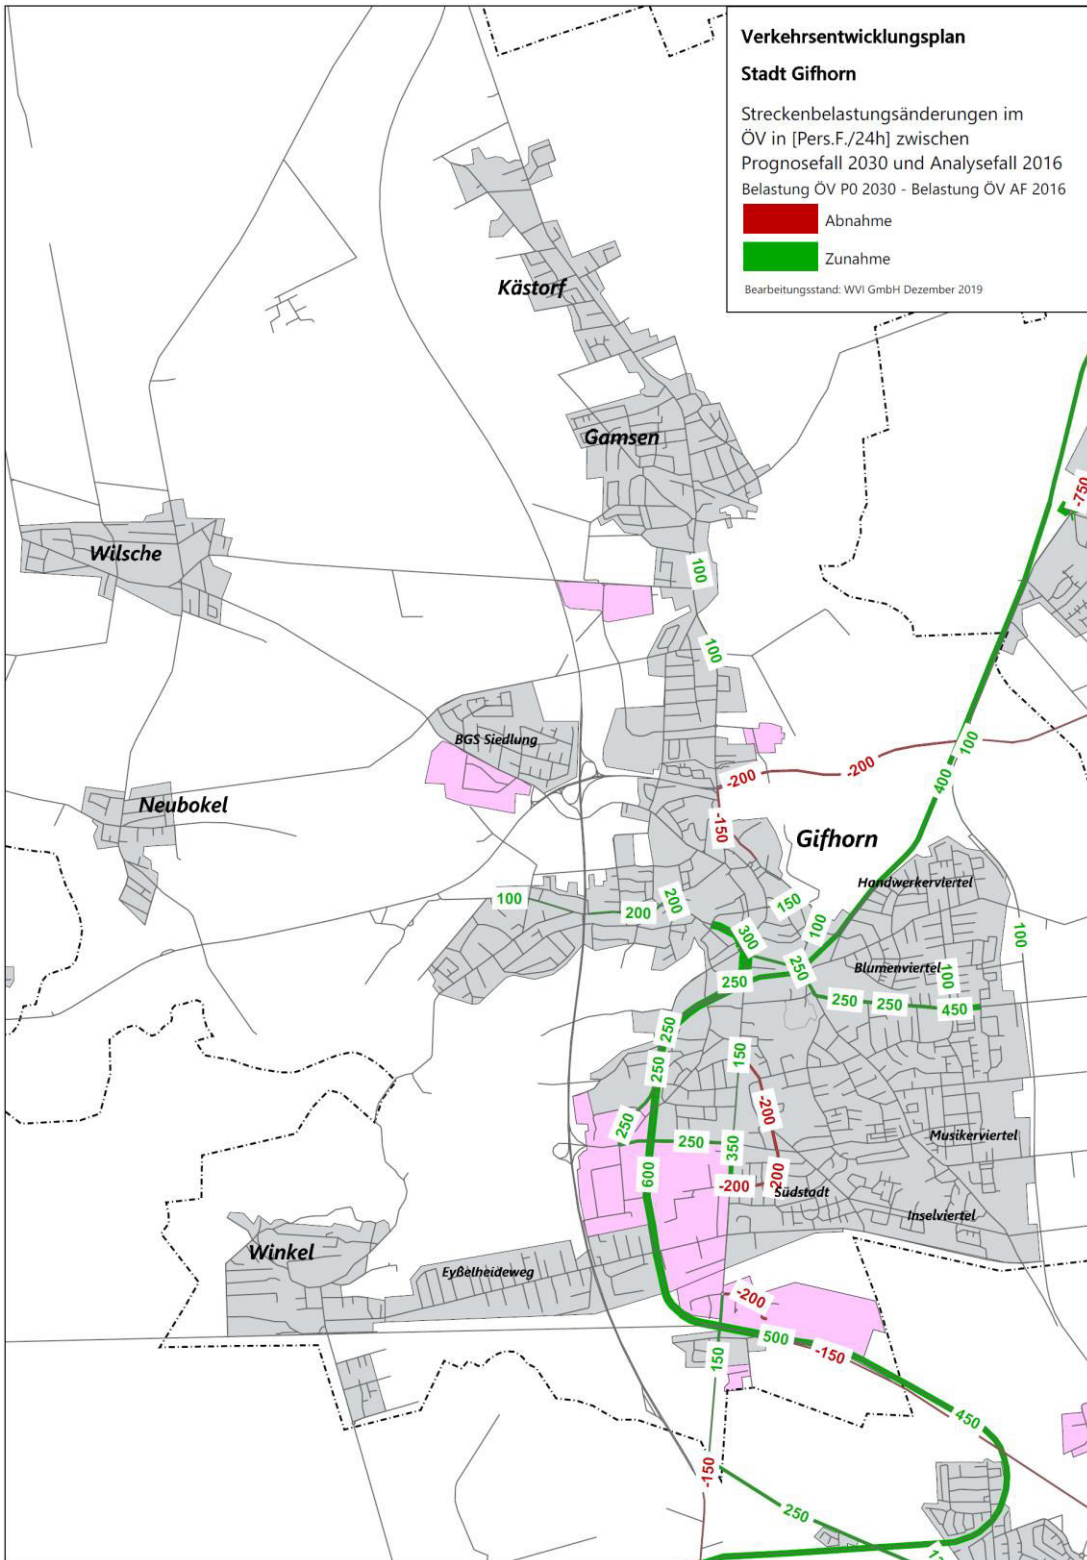 Verkehrsentwicklungsplan
Stadt Gifhorn
Streckenbelastungsänderungen im
ÖV in [Pers.F./24h] zwischen
Prognosefall 2030 und Analysefall 2016
Belastung ÖV P0 2030 - Belastung ÖV AF 2016
Abnahme
Zunahme
Bearbeitungsstand: WVI GmbH Dezember 2019
Kästorf
Gamsen
-750
Wilsche
100
100
BGS Siedlung
100
-200
-200
400
Neubokel
-150
Gifhorn
Handwerkerviertel
100
200
200
150
100
300
100
250
Blumenviertel
100
250
250
250
450
250
150
250
-200
250
250
350
Musikerviertel
600
-200
200
Südstadt
Inselviertel
Winkel
Eyßelheideweg
-200
500
-150
150
450
-150
250